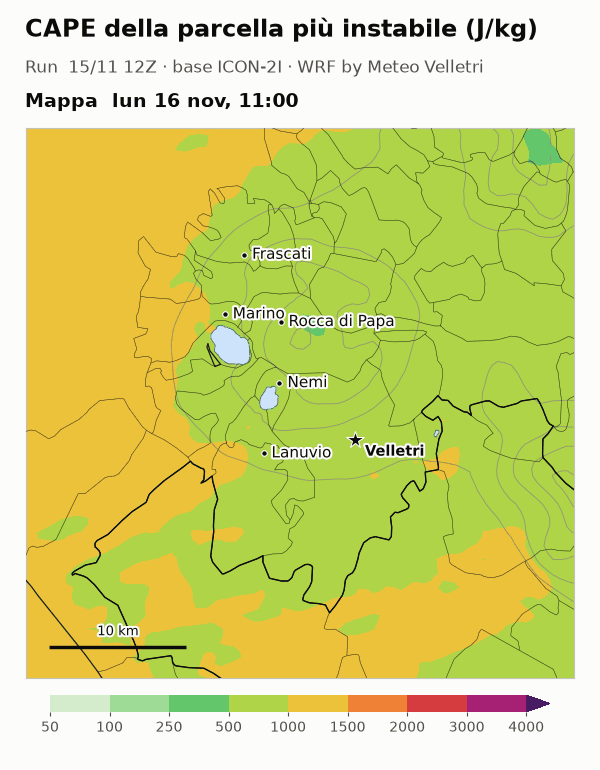 CAPE della parcella più instabile (J/kg)
Run  15/11 12Z · base ICON-2I · WRF by Meteo Velletri
Mappa  lun 16 nov, 11:00
Frascati
Marino
Rocca di Papa
Nemi
Velletri
Lanuvio
10 km
50 100 250 500 1000 1500 2000 3000 4000